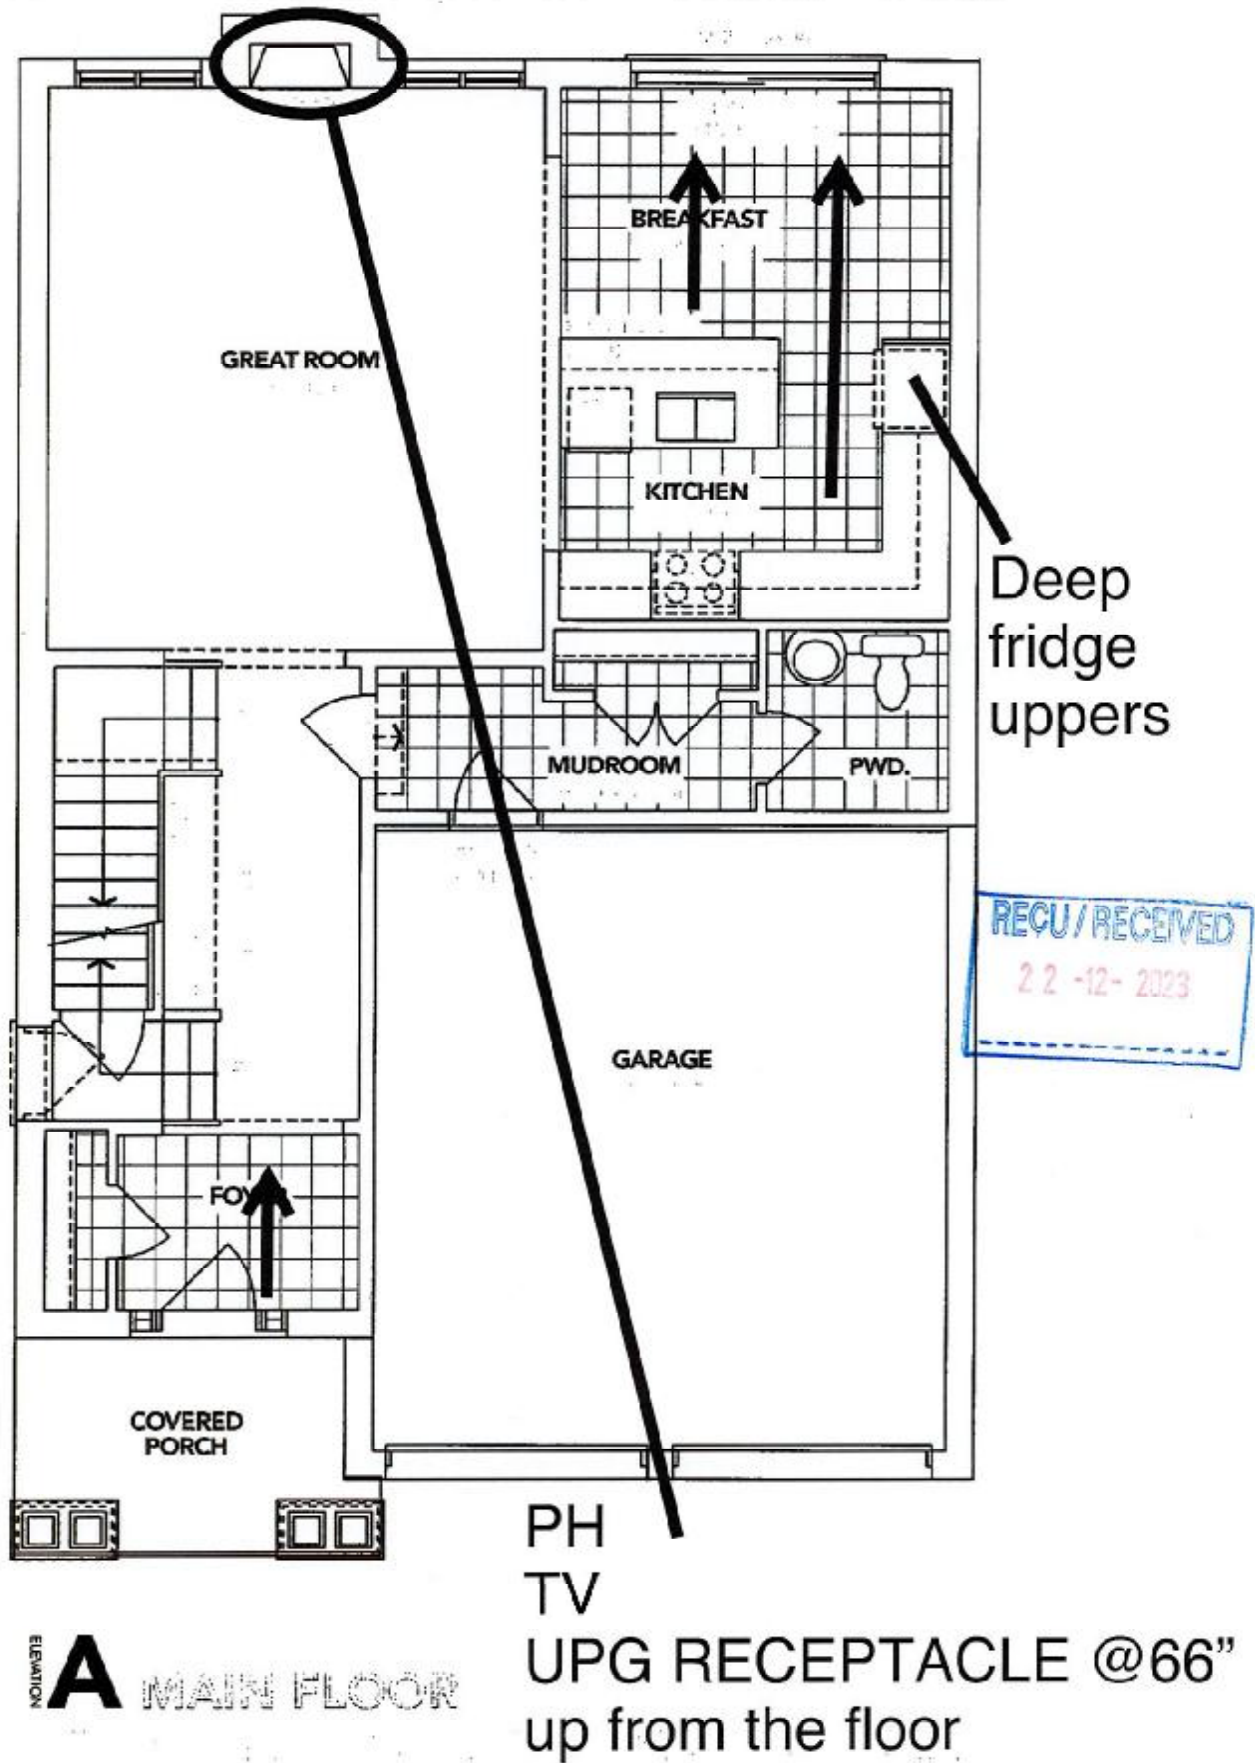 BREAKFAST
GREAT ROOM
KITCHEN
Deep
fridge
uppers
MUDROOM
PWD.
REÇU / RECEIVED
22 -12- 2023
GARAGE
FOYER
COVERED
PORCH
PH
TV
UPG RECEPTACLE @66”
up from the floor
ELEVATION
A MAIN FLOOR